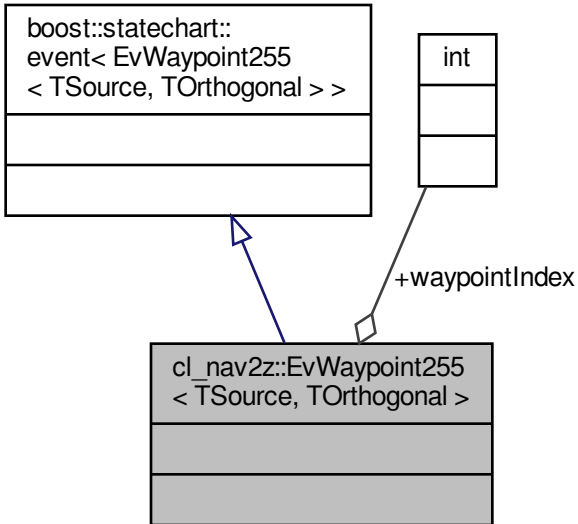 boost::statechart::
event< EvWaypoint255
< TSource, TOrthogonal > >
int
+waypointIndex
cl_nav2z::EvWaypoint255
< TSource, TOrthogonal >